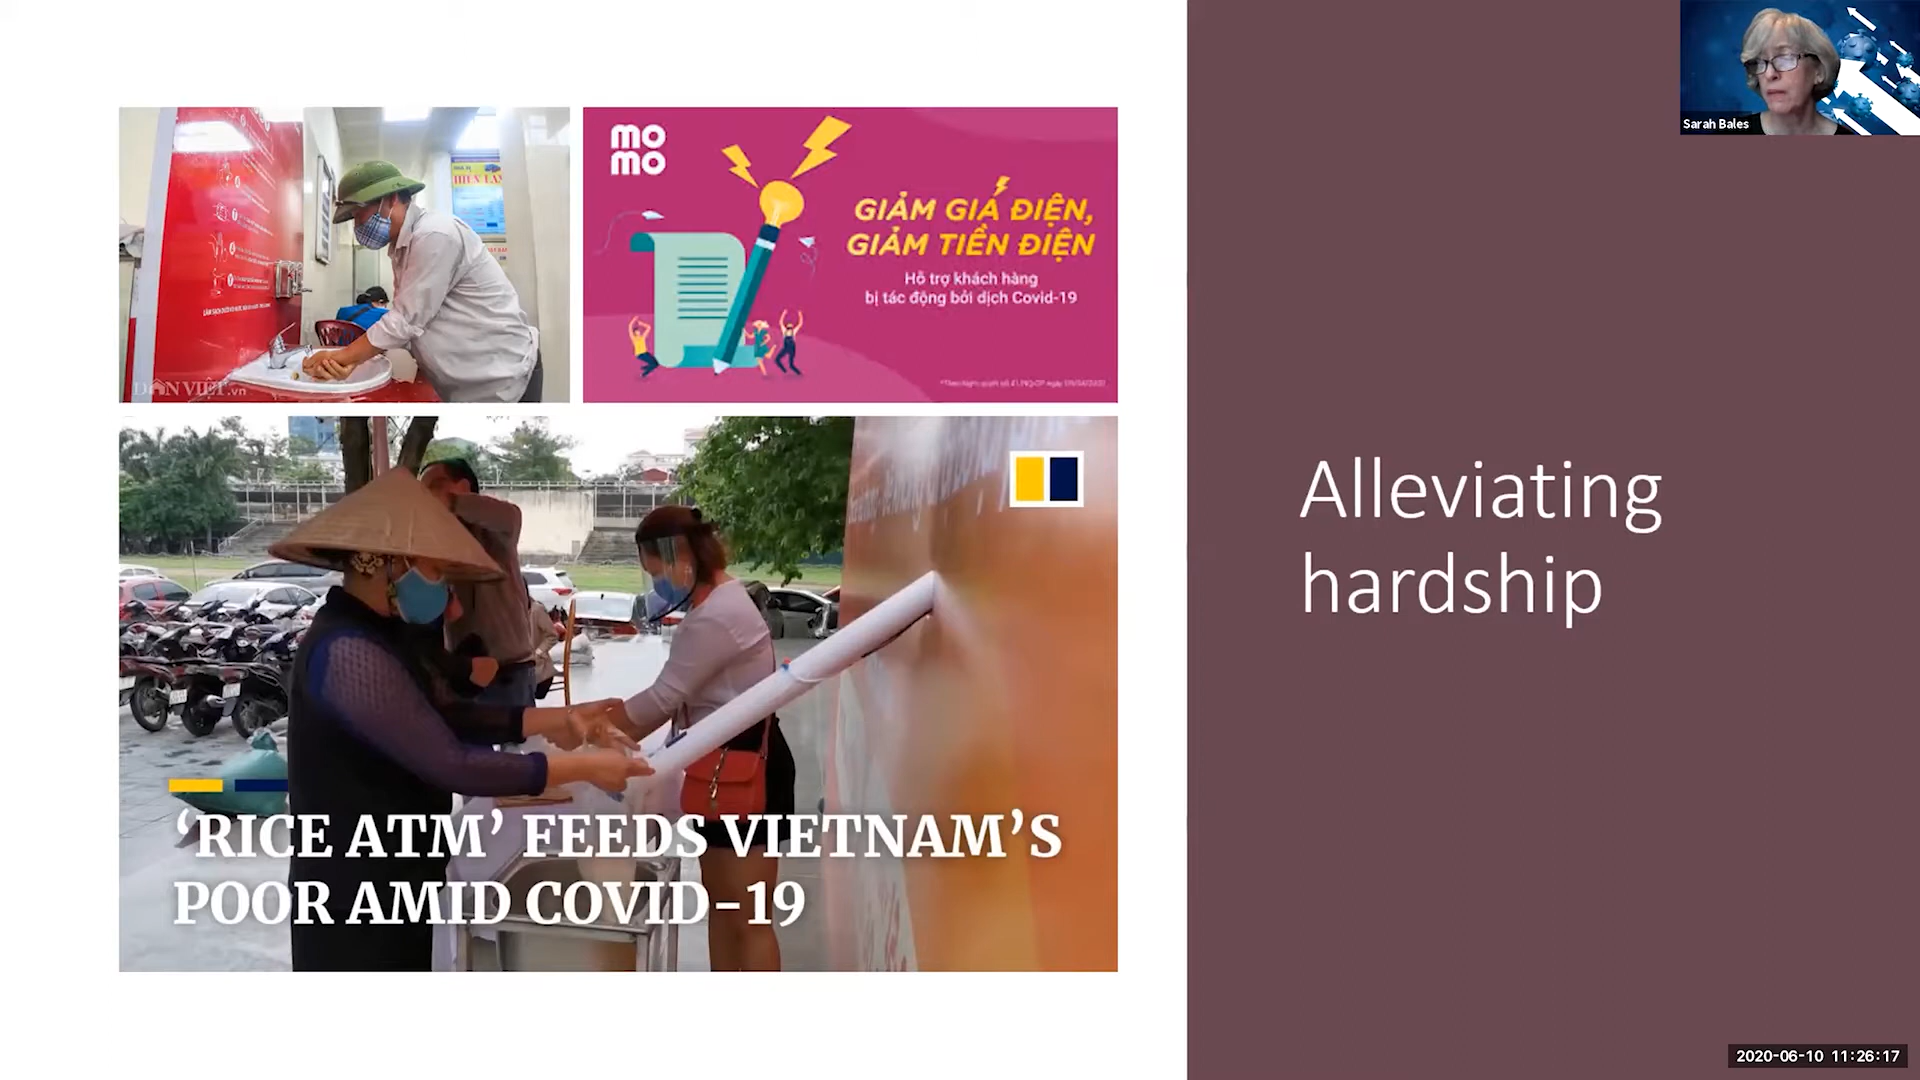 Sarah Bales
HIEN LAN
DÂN VIỆT.vn
MO
MO
GIẢM GIÁ ĐIỆN,
GIẢM TIỀN ĐIỆN
Hỗ trợ khách hàng
bị tác động bởi dịch Covid-19
‘RICE ATM’ FEEDS VIETNAM’S
POOR AMID COVID-19
Alleviating
hardship
2020-06-10 11:26:17